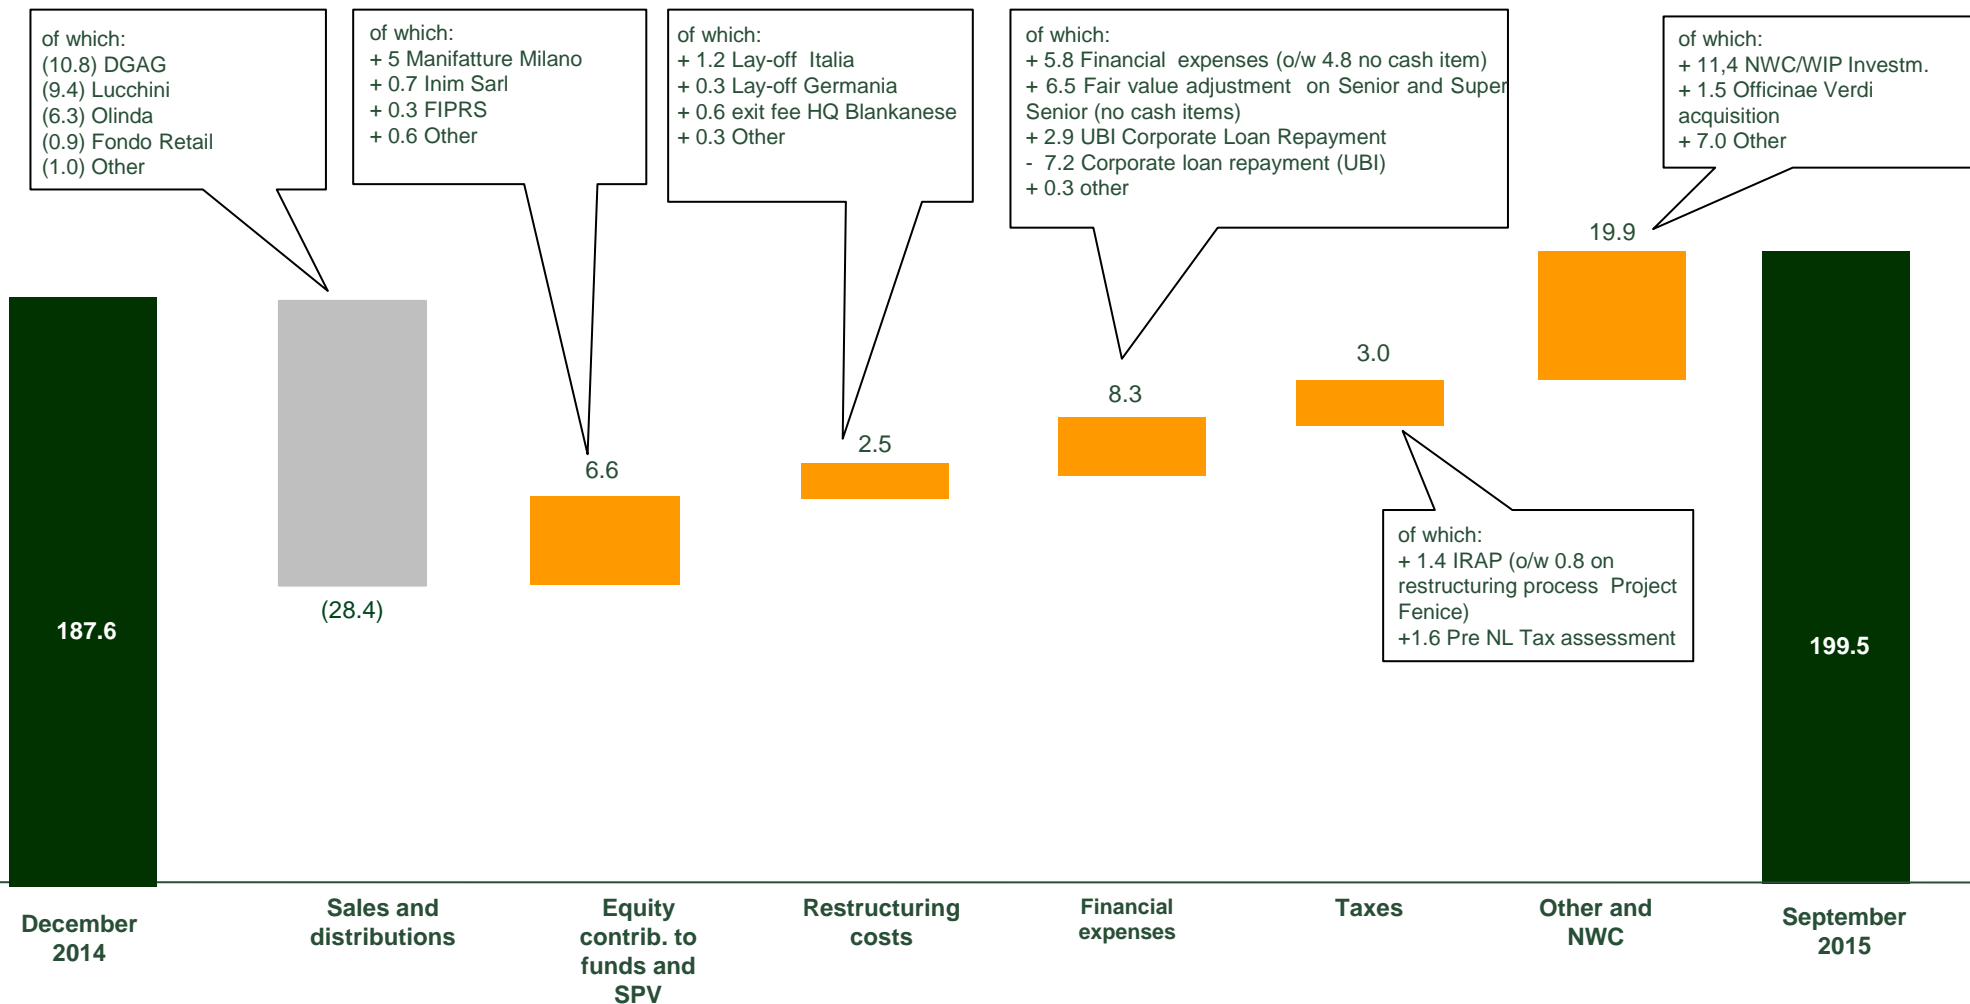 of which:
(10.8) DGAG
(9.4) Lucchini
(6.3) Olinda
(0.9) Fondo Retail
(1.0) Other
of which:
+ 5 Manifatture Milano
+ 0.7 Inim Sarl
+ 0.3 FIPRS
+ 0.6 Other
of which:
+ 1.2 Lay-off Italia
+ 0.3 Lay-off Germania
+ 0.6 exit fee HQ Blankanese
+ 0.3 Other
of which:
+ 5.8 Financial expenses (o/w 4.8 no cash item)
+ 6.5 Fair value adjustment on Senior and Super
Senior (no cash items)
+ 2.9 UBI Corporate Loan Repayment
- 7.2 Corporate loan repayment (UBI)
+ 0.3 other
of which:
+ 11,4 NWC/WIP Investm.
+ 1.5 Officinae Verdi
acquisition
+ 7.0 Other
187.6
(28.4)
6.6
2.5
8.3
3.0
19.9
199.5
of which:
+ 1.4 IRAP (o/w 0.8 on
restructuring process Project
Fenice)
+1.6 Pre NL Tax assessment
December
2014
Sales and
distributions
Equity
contrib. to
funds and
SPV
Restructuring
costs
Financial
expenses
Taxes
Other and
NWC
September
2015